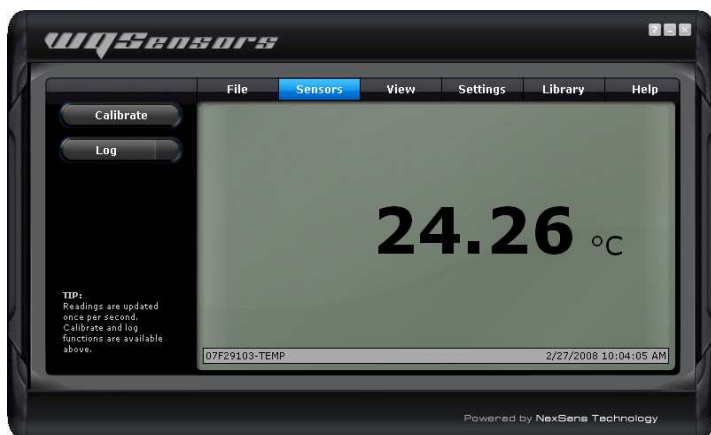 WQSensors
File Sensors View Settings Library Help
Calibrate
Log
24.26 °C
TIP:
Readings are updated
once per second.
Calibrate and log
functions are available
above.
07F29103-TEMP 2/27/2008 10:04:05 AM
Powered by NexSens Technology